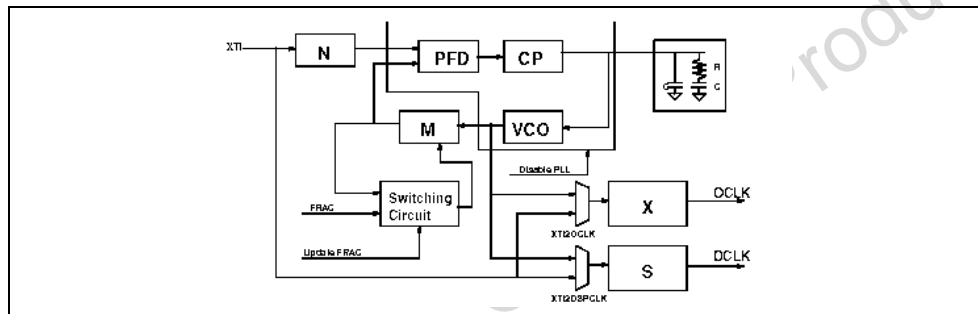 XTI
N
PFD
CP
R
C
C
M
VCO
Disable PLL
Switching
Circuit
FRAC
Update FRAC
XTI2OCLK
X
OCLK
XTI2DSPCLK
S
DCLK